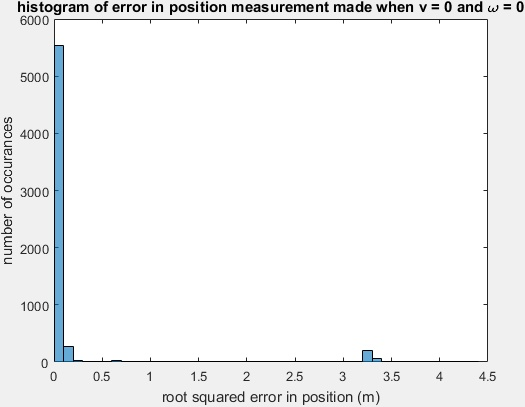 histogram of error in position measurement made when v = 0 and ω = 0
6000
5000
4000
3000
2000
1000
0
number of occurances
0 0.5 1 1.5 2 2.5 3 3.5 4 4.5
root squared error in position (m)